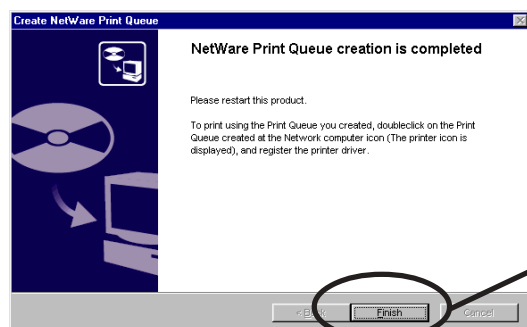 Create NetWare Print Queue
NetWare Print Queue creation is completed
Please restart this product.
To print using the Print Queue you created, doubleclick on the Print
Queue created at the Network computer icon (The printer icon is
displayed), and register the printer driver.
Finish
Cancel